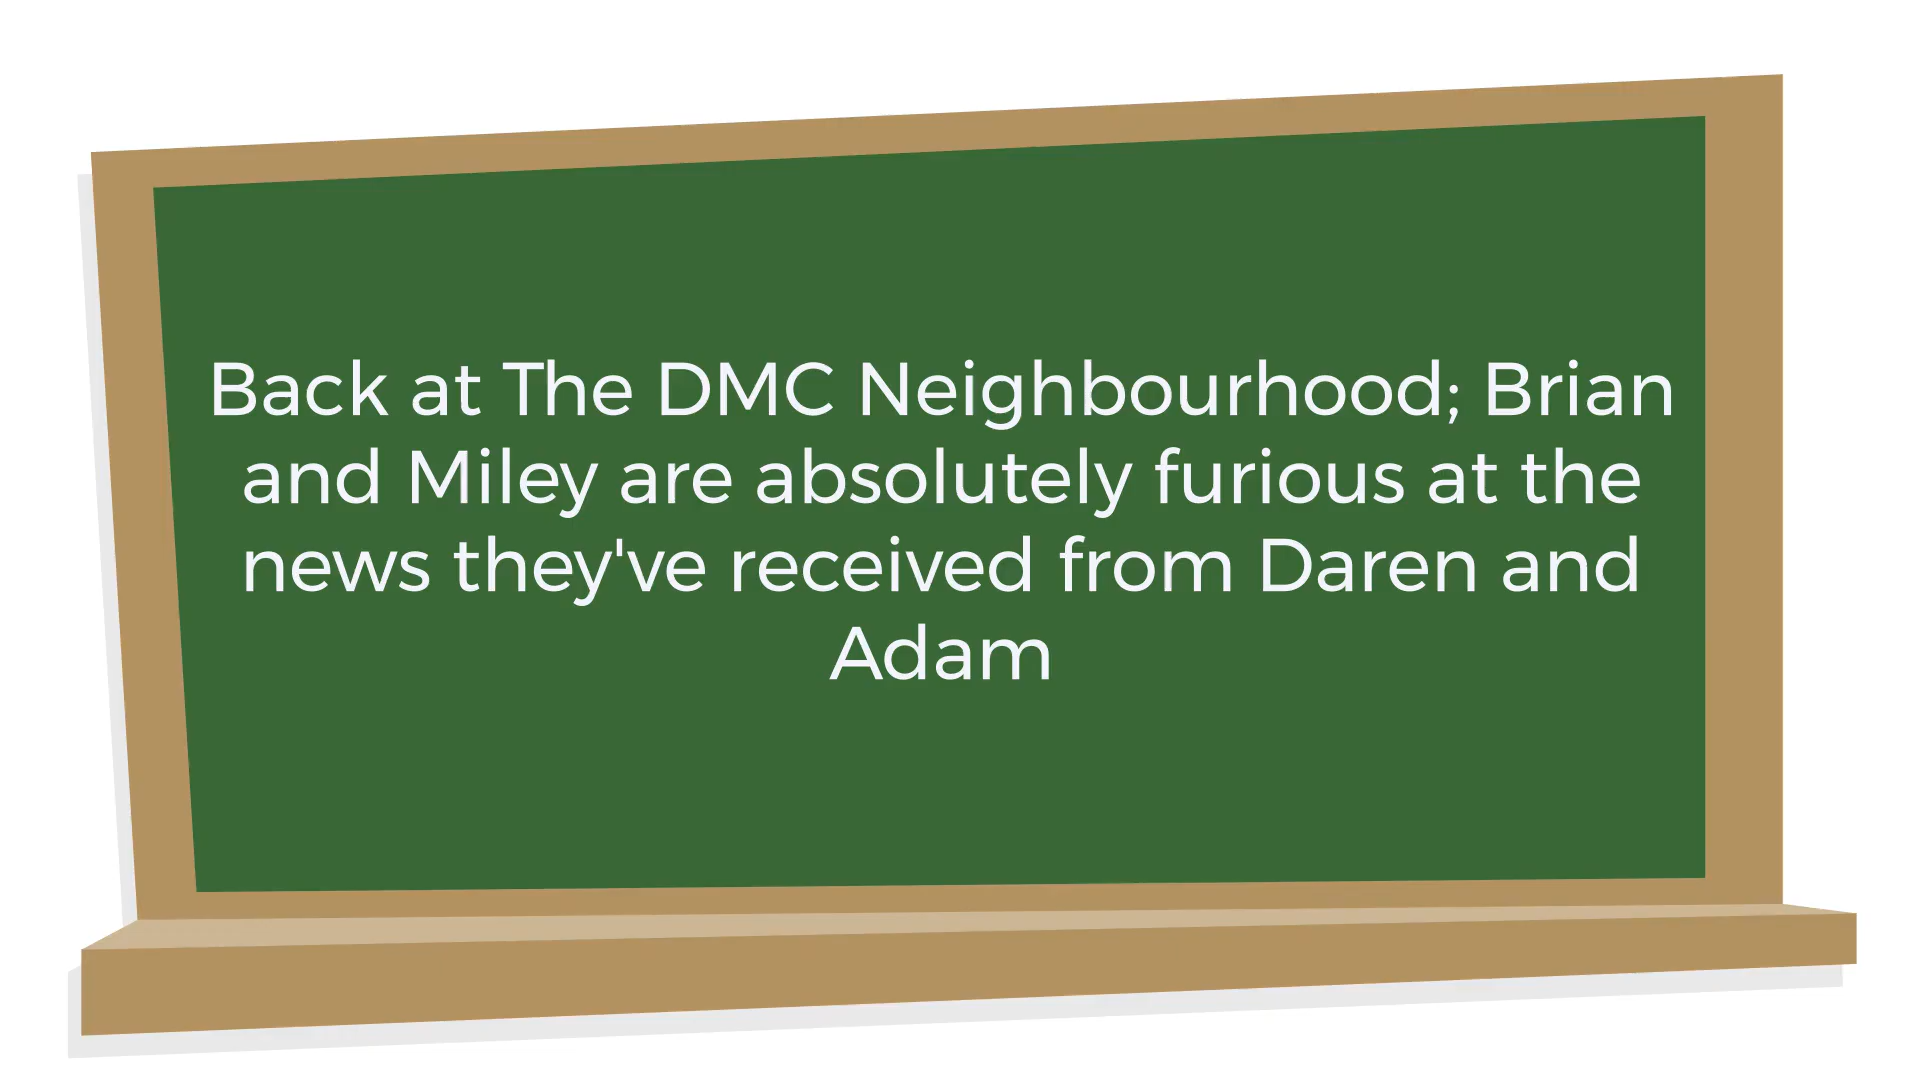 Back at The DMC Neighbourhood; Brian
and Miley are absolutely furious at the
news they've received from Daren and
Adam